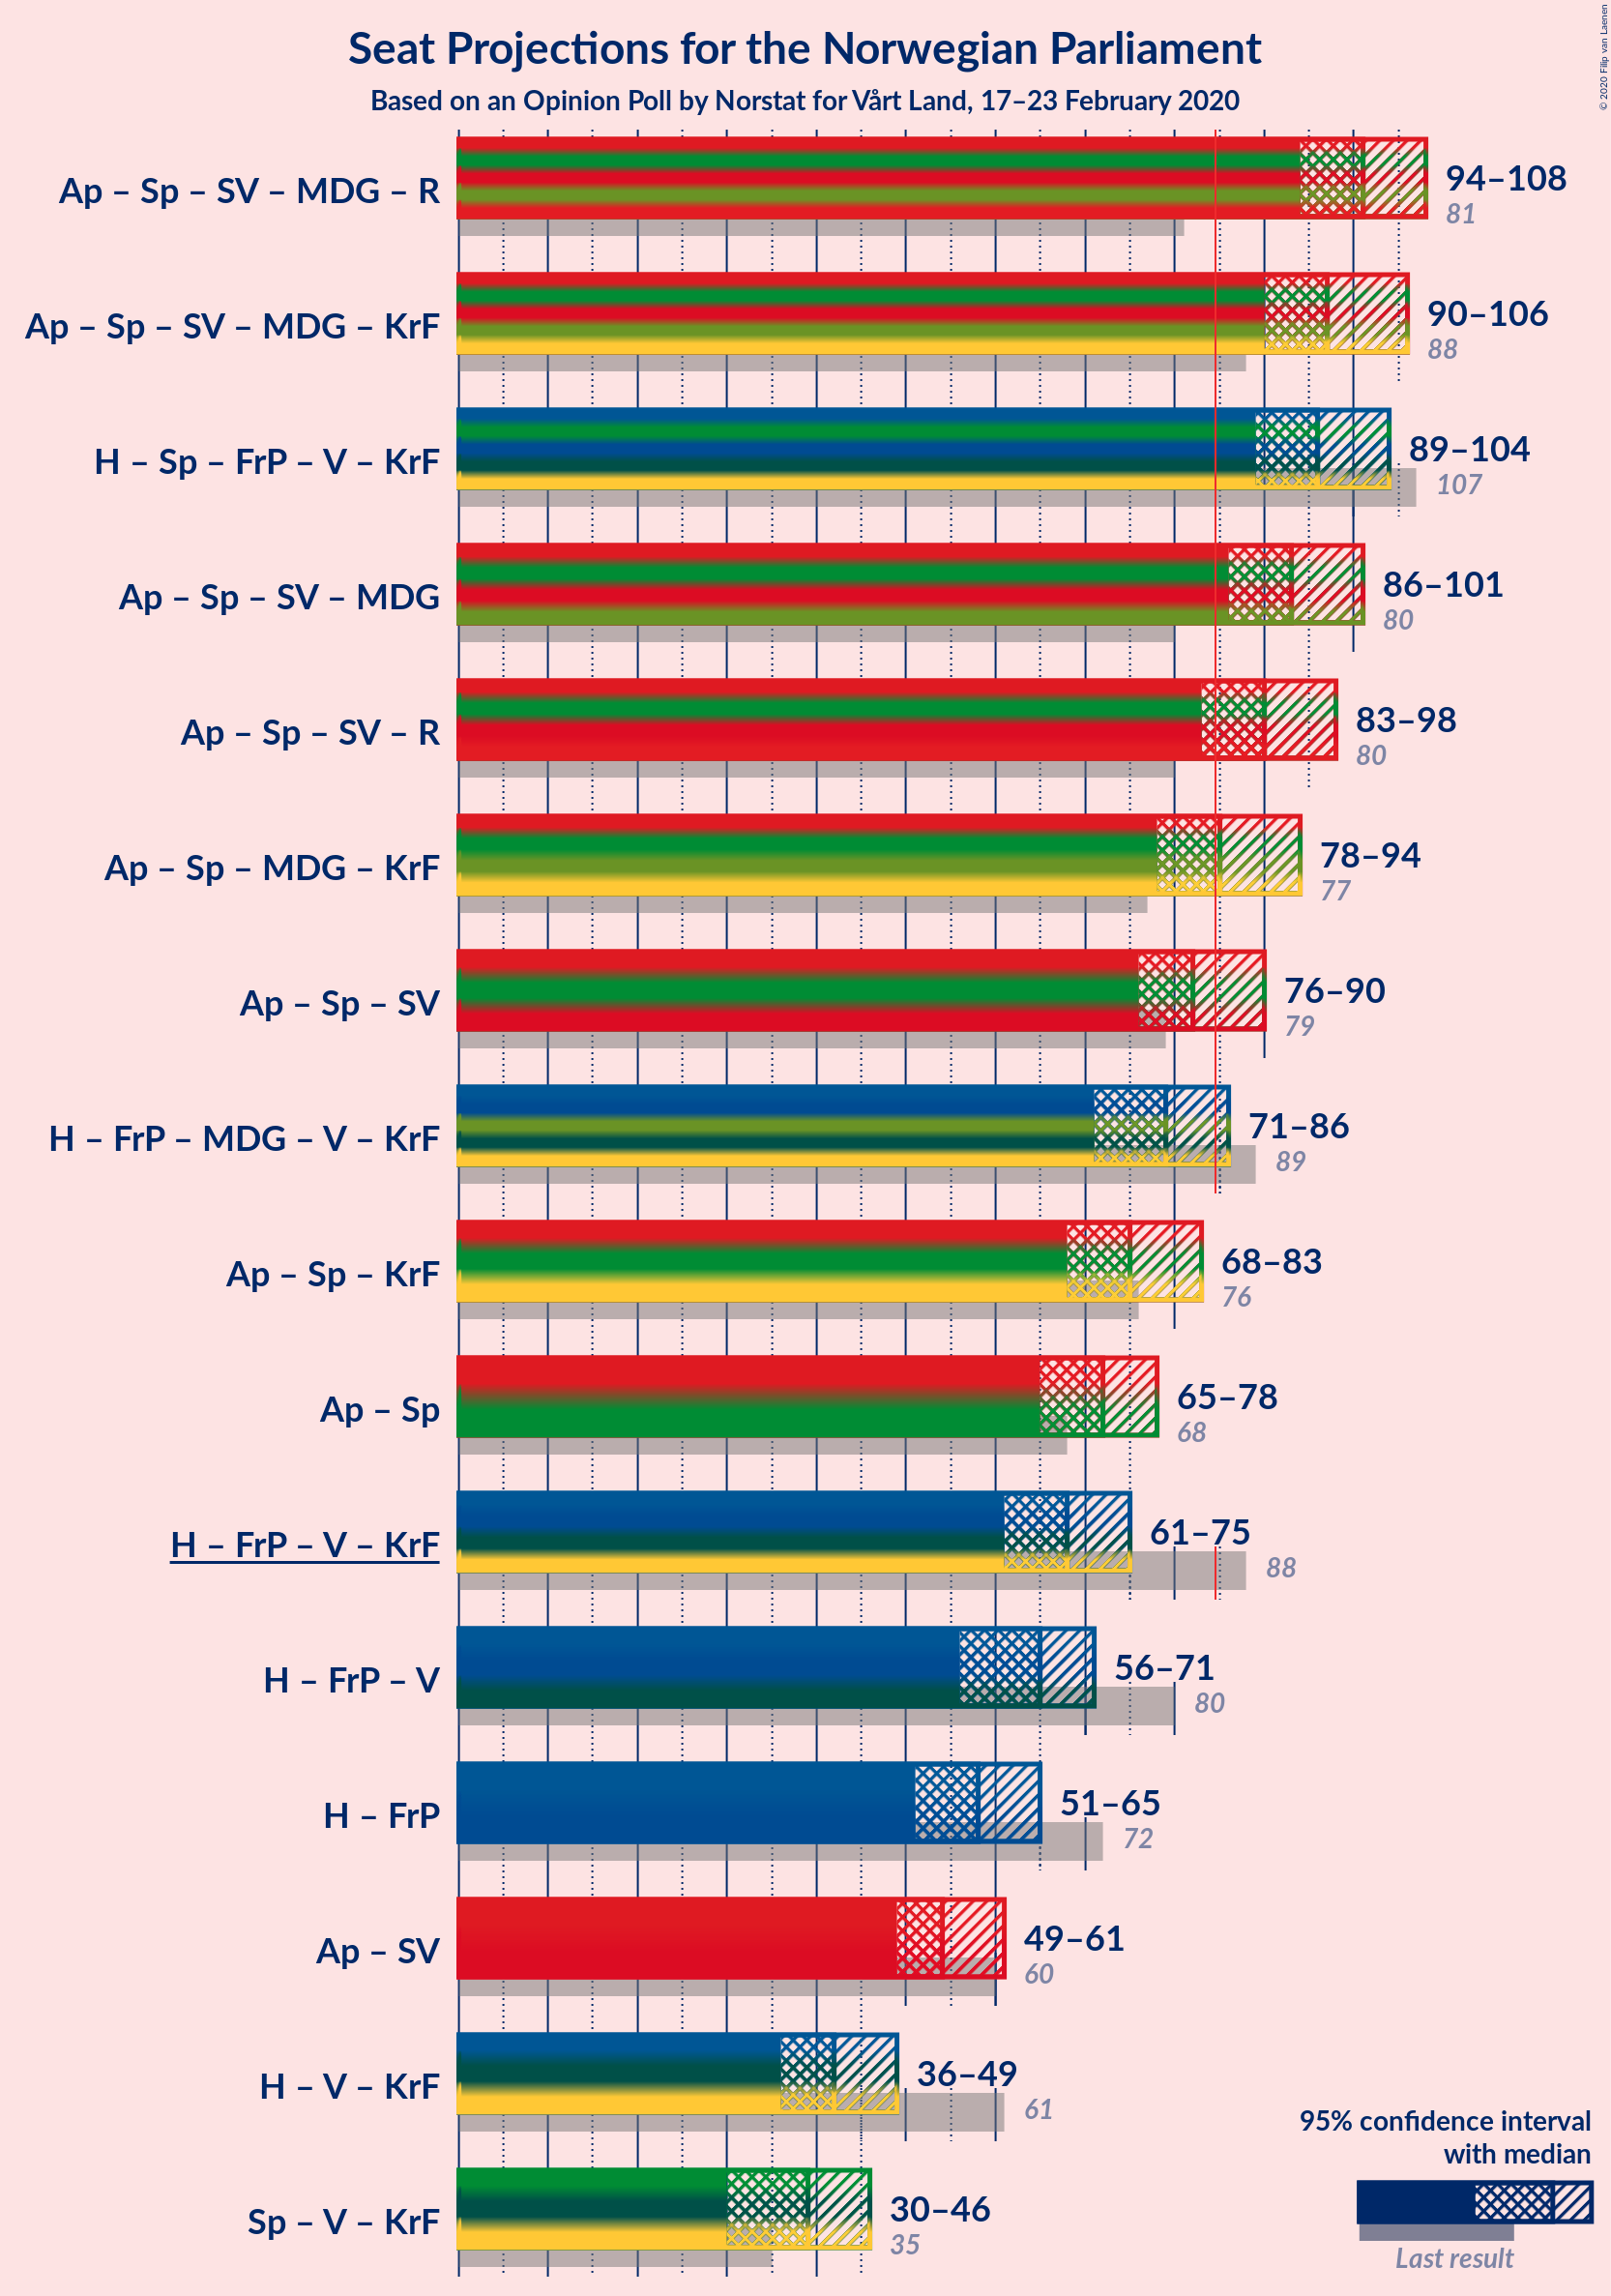 © 2020 Filip van Laenen
Seat Projections for the Norwegian Parliament
Based on an Opinion Poll by Norstat for Vårt Land, 17–23 February 2020
Ap – Sp – SV – MDG – R
94–108
81
Ap – Sp – SV – MDG – KrF
90–106
88
H – Sp – FrP – V – KrF
89–104
107
Ap – Sp – SV – MDG
86–101
80
Ap – Sp – SV – R
83–98
80
Ap – Sp – MDG – KrF
78–94
77
Ap – Sp – SV
76–90
79
H – FrP – MDG – V – KrF
71–86
89
Ap – Sp – KrF
68–83
76
Ap – Sp
65–78
68
H – FrP – V – KrF
61–75
88
H – FrP – V
56–71
80
H – FrP
51–65
72
Ap – SV
49–61
60
H – V – KrF
36–49
61
Sp – V – KrF
30–46
35
95% confidence interval
with median
Last result